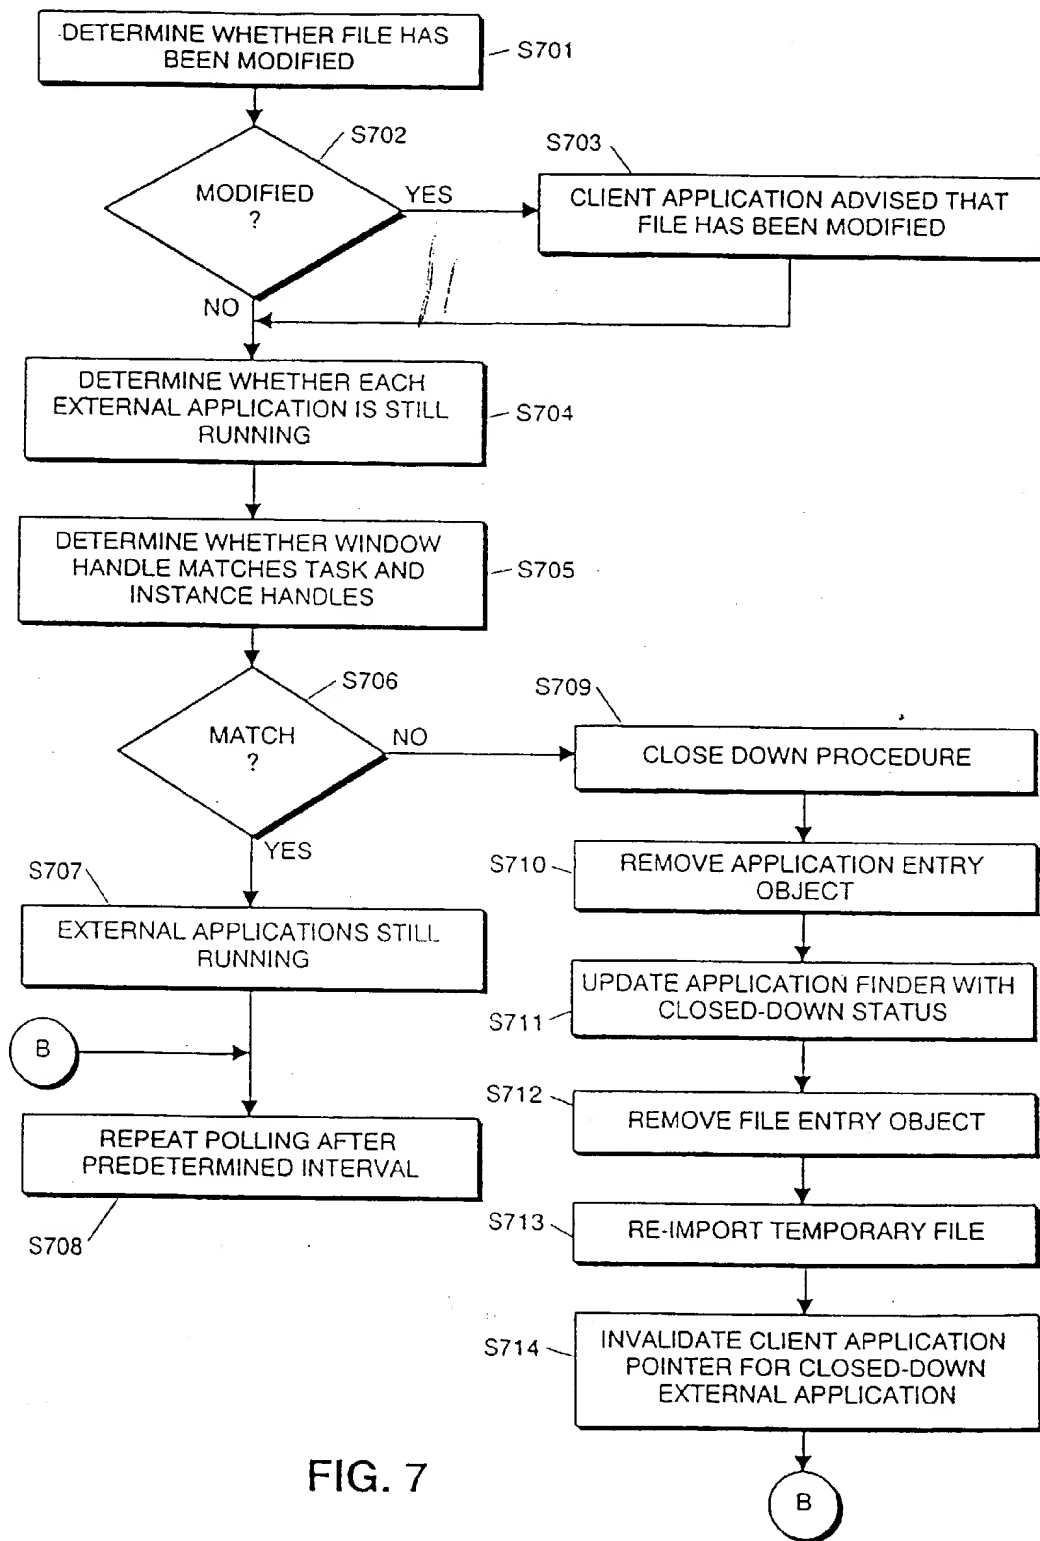 DETERMINE WHETHER FILE HAS
BEEN MODIFIED
S701
S702
MODIFIED
?
YES
NO
S703
CLIENT APPLICATION ADVISED THAT
FILE HAS BEEN MODIFIED
DETERMINE WHETHER EACH
EXTERNAL APPLICATION IS STILL
RUNNING
S704
DETERMINE WHETHER WINDOW
HANDLE MATCHES TASK AND
INSTANCE HANDLES
S705
S706
MATCH
?
NO
YES
S707
EXTERNAL APPLICATIONS STILL
RUNNING
B
REPEAT POLLING AFTER
PREDETERMINED INTERVAL
S708
S709
CLOSE DOWN PROCEDURE
S710
REMOVE APPLICATION ENTRY
OBJECT
UPDATE APPLICATION FINDER WITH
CLOSED-DOWN STATUS
S711
S712
REMOVE FILE ENTRY OBJECT
S713
RE-IMPORT TEMPORARY FILE
S714
INVALIDATE CLIENT APPLICATION
POINTER FOR CLOSED-DOWN
EXTERNAL APPLICATION
B
FIG. 7